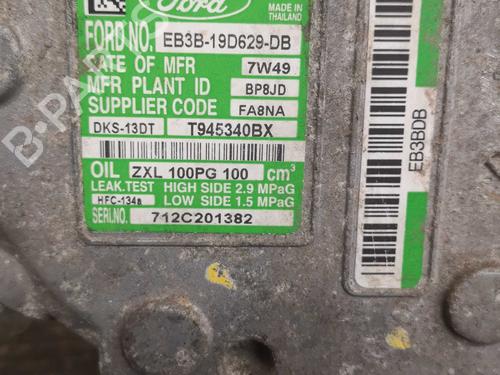 Ford
MADE IN
THAILAND
FORD NO. EB3B-19D629-DB
DATE OF MFR 7W49
MFR PLANT ID BP8JD
SUPPLIER CODE FA8NA
DKS-13DT T945340BX
OIL ZXL 100PG 100 cm³
LEAK.TEST HIGH SIDE 2.9 MPaG
HFC-134a LOW SIDE 1.5 MPaG
SERI.NO. 712C201382
EB3BDB
B-PARTS